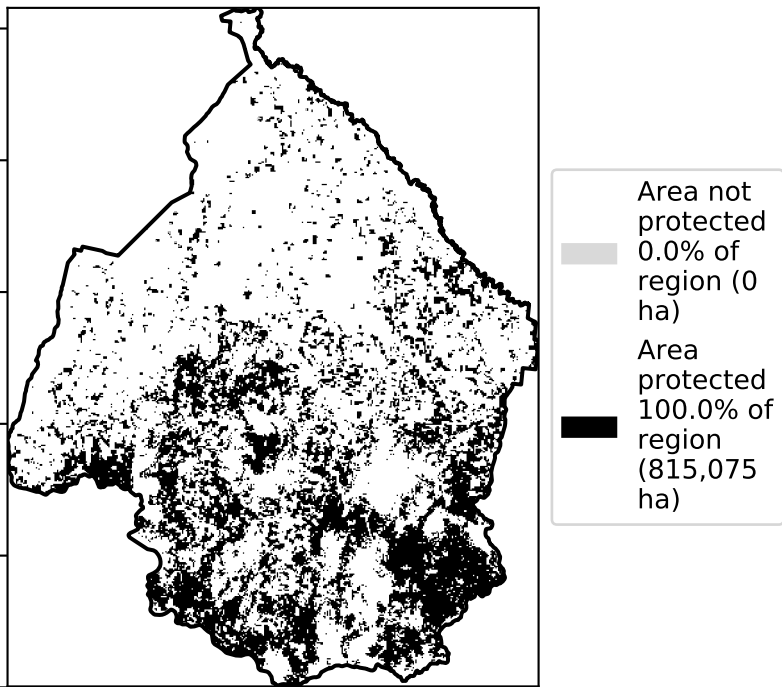 Area not
protected
0.0% of
region (0
ha)
Area
protected
100.0% of
region
(815,075
ha)